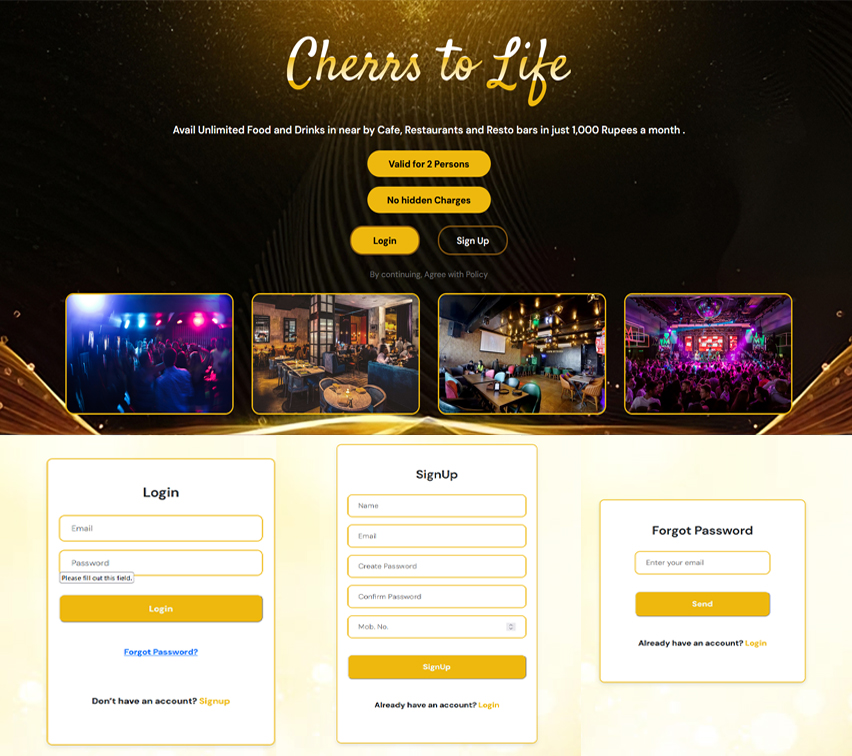 Cherrs to Life
Avail Unlimited Food and Drinks in near by Cafe, Restaurants and Resto bars in just 1,000 Rupees a month .
Valid for 2 Persons
No hidden Charges
Login
Sign Up
By continuing, Agree with Policy
Login
Email
Password
Please fill out this field.
Login
Forgot Password?
Don't have an account? Signup
SignUp
Name
Email
Create Password
Confirm Password
Mob. No.
SignUp
Already have an account? Login
Forgot Password
Enter your email
Send
Already have an account? Login